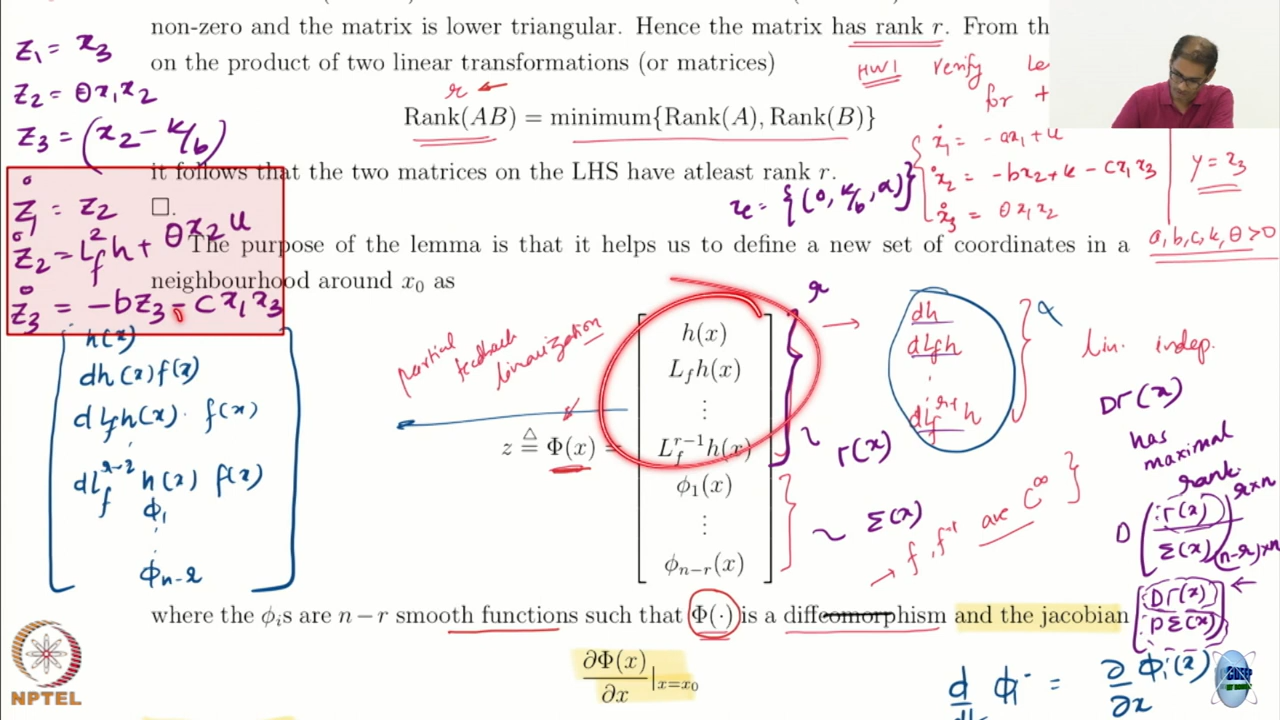 non-zero and the matrix is lower triangular. Hence the matrix has rank r. From th
on the product of two linear transformations (or matrices)
Z₁ = x₃
Z₂ = θx₁x₂
Z₃ = (x₂ − k/b)
HW1 verify
for +
r
Rank(AB) = minimum{Rank(A), Rank(B)}
it follows that the two matrices on the LHS have atleast rank r.
ẋ₁ = −ax₁ + u
ẋ₂ = −bx₂ + k − cx₁x₃
ẋ₃ = θx₁x₂
y = x₃
xₑ = {(0, k/b, α)}
a, b, c, k, θ > 0
□.
ż₁ = z₂
ż₂ = L²_f h + θx₂u
ż₃ = −bz₃ − cx₁x₃
The purpose of the lemma is that it helps us to define a new set of coordinates in a
neighbourhood around x₀ as
h(x)
dh(x)f(x)
dL_f h(x). f(x)
⋮
dL_f^{r-2} h(x) f(x)
ϕ₁
⋮
ϕ_{n-r}
partial
feedback
linearization
z ≜ Φ(x) =
h(x)
L_f h(x)
⋮
L_f^{r−1}h(x)
ϕ₁(x)
⋮
ϕ_{n−r}(x)
r
~ Γ(x)
~ Σ(x)
→ f, f⁻¹ are C^∞ }
dh
dL_f h
⋮
dL_f^{r-1} h
Lin. indep.
DΓ(x)
has
maximal
rank.
D
Γ(x)
r×n
Σ(x)
(n-r)×n
DΓ(x)
DΣ(x)
where the ϕᵢs are n − r smooth functions such that Φ(·) is a diffeomorphism and the jacobian
∂Φ(x)/∂x |_{x=x₀}
d
ϕᵢ = ∂/∂x ϕᵢ(x)
NPTEL